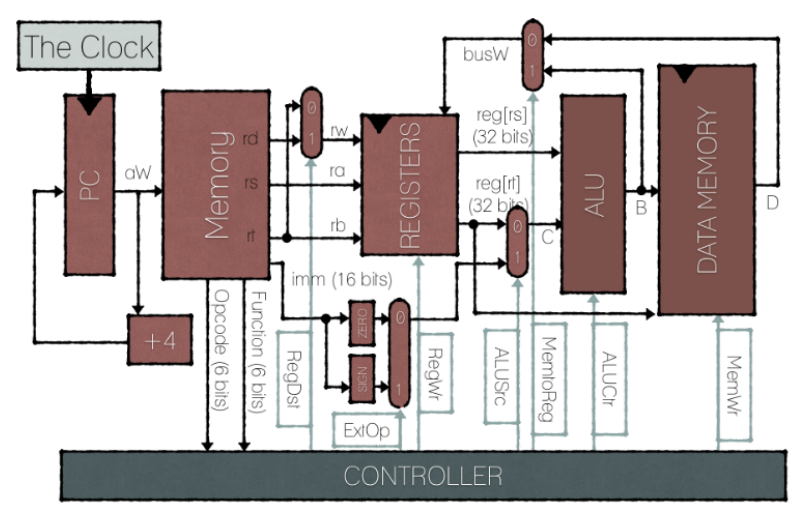 The Clock
PC
aW
+4
Memory
rd
rs
rt
0
1
rw
ra
rb
REGISTERS
busW
0
1
reg[rs]
(32 bits)
reg[rt]
(32 bits)
0
1
C
ALU
B
DATA MEMORY
D
imm (16 bits)
ZERO
SIGN
0
1
Opcode (6 bits)
Function (6 bits)
RegDst
ExtOp
RegWr
ALUSrc
MemtoReg
ALUCtr
MemWr
CONTROLLER